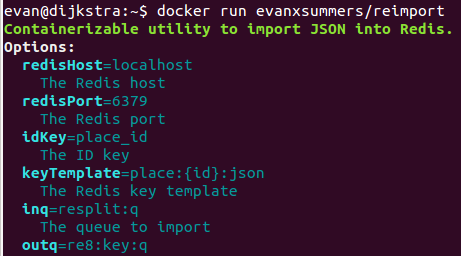 evan@dijkstra:~$ docker run evanxsummers/reimport
Containerizable utility to import JSON into Redis.
Options:
redisHost=localhost
The Redis host
redisPort=6379
The Redis port
idKey=place_id
The ID key
keyTemplate=place:{id}:json
The Redis key template
inq=resplit:q
The queue to import
outq=re8:key:q